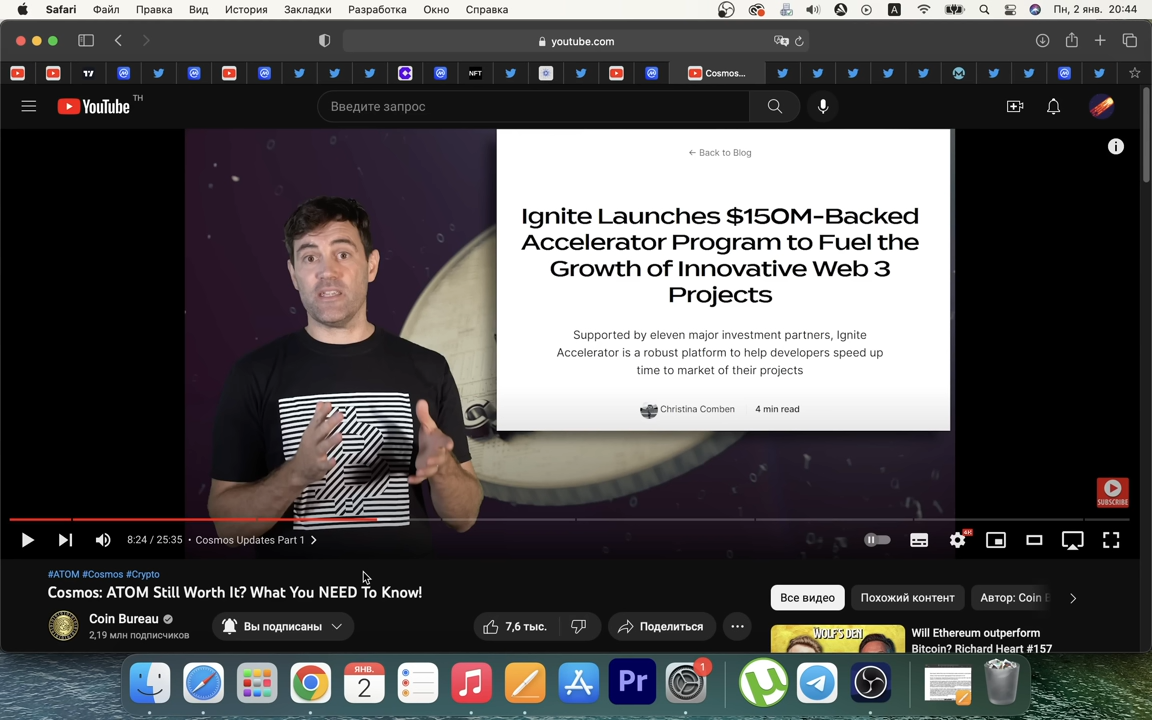 Safari Файл Правка Вид История Закладки Разработка Окно Справка A Пн, 2 янв. 20:44
youtube.com
NFT Cosmos...
YouTube TH
Введите запрос
← Back to Blog
Ignite Launches $150M-Backed
Accelerator Program to Fuel the
Growth of Innovative Web 3
Projects
Supported by eleven major investment partners, Ignite
Accelerator is a robust platform to help developers speed up
time to market of their projects
Christina Comben 4 min read
SUBSCRIBE
8:24 / 25:35 • Cosmos Updates Part 1
4K
#ATOM #Cosmos #Crypto
Cosmos: ATOM Still Worth It? What You NEED To Know!
Coin Bureau
2,19 млн подписчиков
Вы подписаны
7,6 тыс.
Поделиться
Все видео Похожий контент Автор: Coin
WOLF'S DEN
Will Ethereum outperform
Bitcoin? Richard Heart #157
ЯНВ.
2
Pr
1